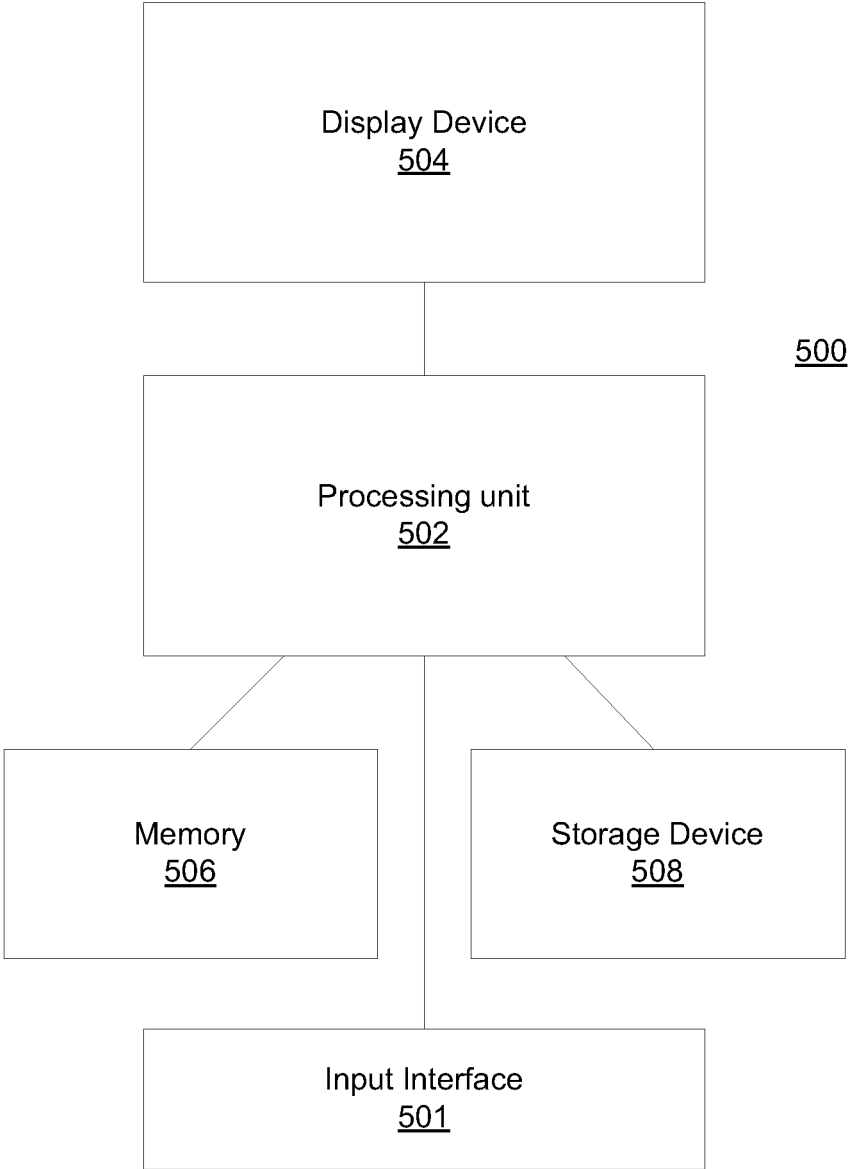 Display Device
504
500
Processing unit
502
Memory
506
Storage Device
508
Input Interface
501